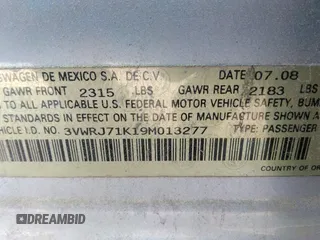 SWAGEN DE MEXICO S.A. DE C.V. DATE 07.08
GAWR FRONT 2315 LBS GAWR REAR 2183 LBS
S TO ALL APPLICABLE U.S. FEDERAL MOTOR VEHICLE SAFETY, BUM
STANDARDS IN EFFECT ON THE DATE OF MANUFACTURE SHOWN AB
VEHICLE I.D. NO. 3VWRJ71K19M013277 TYPE: PASSENGER
COUNTRY OF OR
DREAMBID